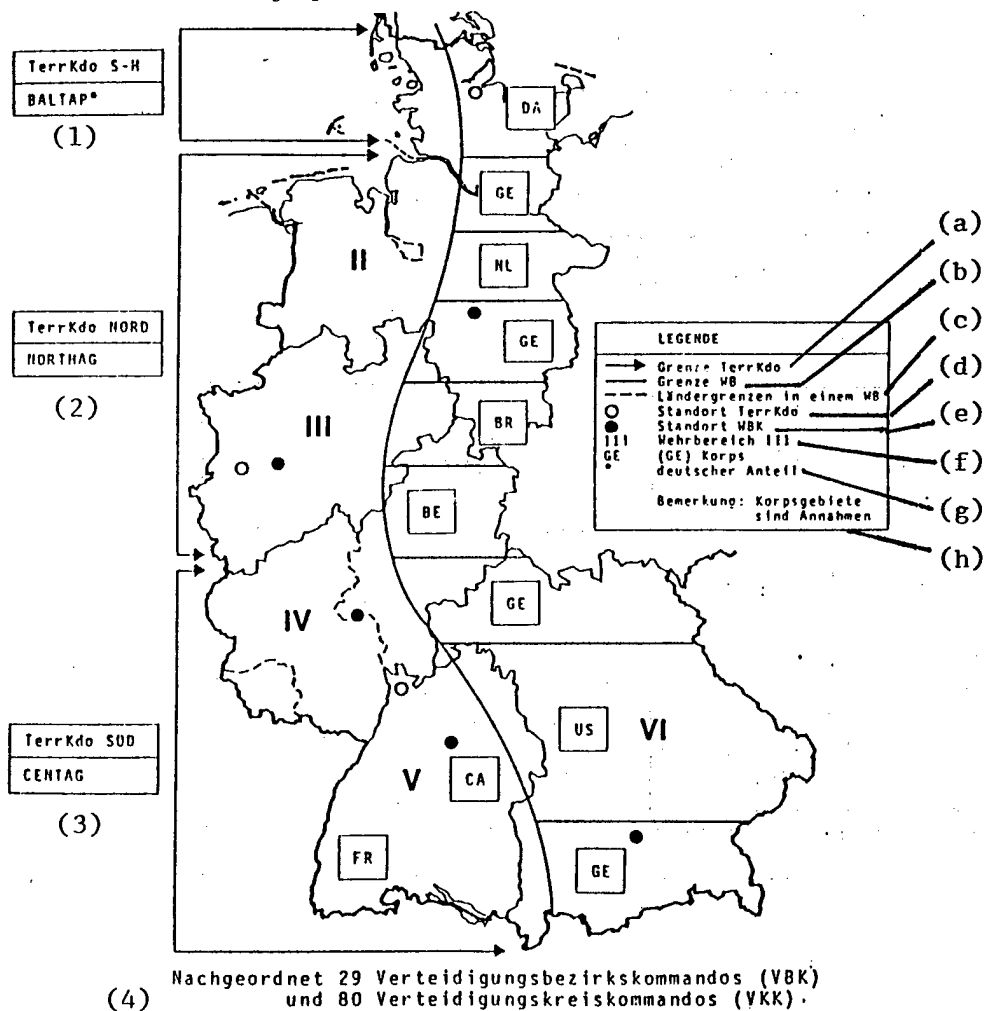 TerrKdo S-H
BALTAP*
(1)
DA
GE
(a)
II
NL
(b)
TerrKdo NORD
NORTHAG
(2)
GE
(c)
LEGENDE
Grenze TerrKdo
Grenze WB
Ländergrenzen in einem WB
Standort TerrKdo
Standort WBK
III Wehrbereich III
GE (GE) Korps
* deutscher Anteil
Bemerkung: Korpsgebiete
sind Annahmen
(d)
(e)
(f)
(g)
(h)
BR
III
BE
GE
IV
US
VI
TerrKdo SÜD
CENTAG
(3)
V
CA
FR
GE
(4)
Nachgeordnet 29 Verteidigungsbezirkskommandos (VBK)
und 80 Verteidigungskreiskommandos (VKK).